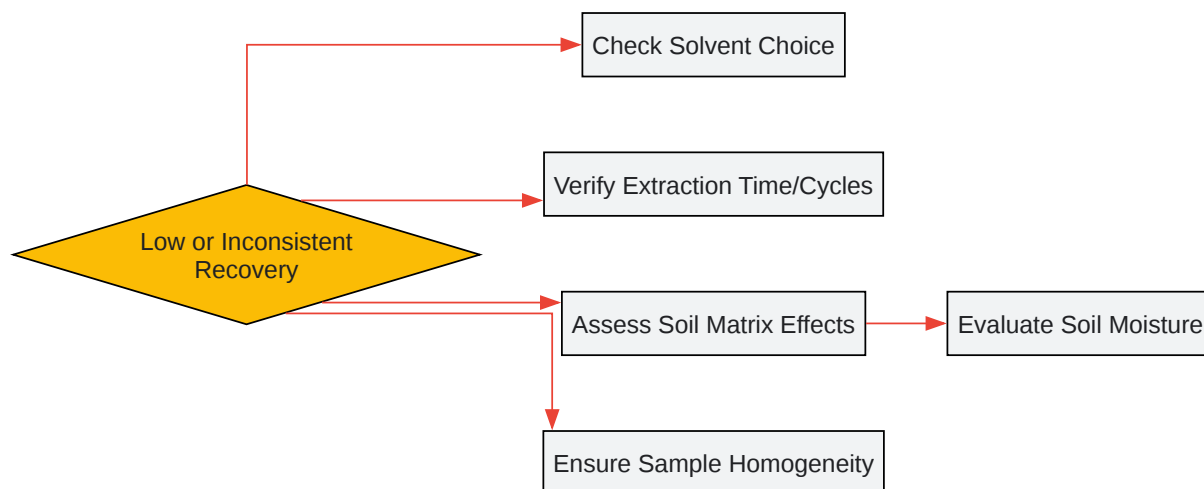 Check Solvent Choice
Verify Extraction Time/Cycles
Low or Inconsistent
Recovery
Assess Soil Matrix Effects
Evaluate Soil Moisture
Ensure Sample Homogeneity